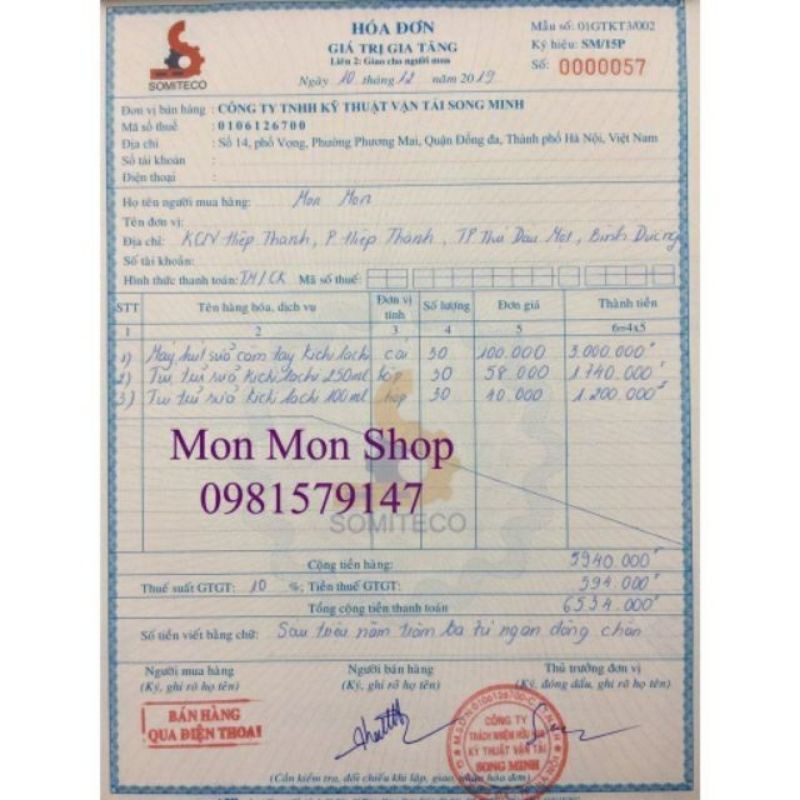 HÓA ĐƠN
GIÁ TRỊ GIA TĂNG
Liên 2: Giao cho người mua
Ngày 10 tháng 12 năm 2019
Mẫu số: 01GTKT3/002
Ký hiệu: SM/15P
Số: 0000057
SOMITECO
Đơn vị bán hàng : CÔNG TY TNHH KỸ THUẬT VẬN TẢI SONG MINH
Mã số thuế : 0106126700
Địa chỉ : Số 14, phố Vọng, Phường Phương Mai, Quận Đống đa, Thành phố Hà Nội, Việt Nam
Số tài khoản :
Điện thoại :
Họ tên người mua hàng: Mon Mon
Tên đơn vị:
Địa chỉ: KCN Hiệp Thành, P. Hiệp Thành, TP Thủ Dầu Một, Bình Dương
Số tài khoản:
Hình thức thanh toán: TM/CK Mã số thuế:
STT Tên hàng hóa, dịch vụ Đơn vị tính Số lượng Đơn giá Thành tiền
1 2 3 4 5 6=4x5
1) Máy hút sữa cầm tay Kichilachi cái 30 100.000 3.000.000đ
2) Túi trữ sữa Kichilachi 250ml hộp 30 58.000 1.740.000đ
3) Túi trữ sữa Kichilachi 100ml hộp 30 40.000 1.200.000đ
Mon Mon Shop
0981579147
SOMITECO
Cộng tiền hàng: 5940.000đ
Thuế suất GTGT: 10 %; Tiền thuế GTGT: 594.000đ
Tổng cộng tiền thanh toán 6534.000đ
Số tiền viết bằng chữ: Sáu triệu năm trăm ba tư ngàn đồng chẵn
Người mua hàng Người bán hàng Thủ trưởng đơn vị
(Ký, ghi rõ họ tên) (Ký, ghi rõ họ tên) (Ký, đóng dấu, ghi rõ họ tên)
BÁN HÀNG
QUA ĐIỆN THOẠI
CÔNG TY
TRÁCH NHIỆM HỮU HẠN
KỸ THUẬT VẬN TẢI
SONG MINH
(Cần kiểm tra, đối chiếu khi lập, giao, nhận hóa đơn)